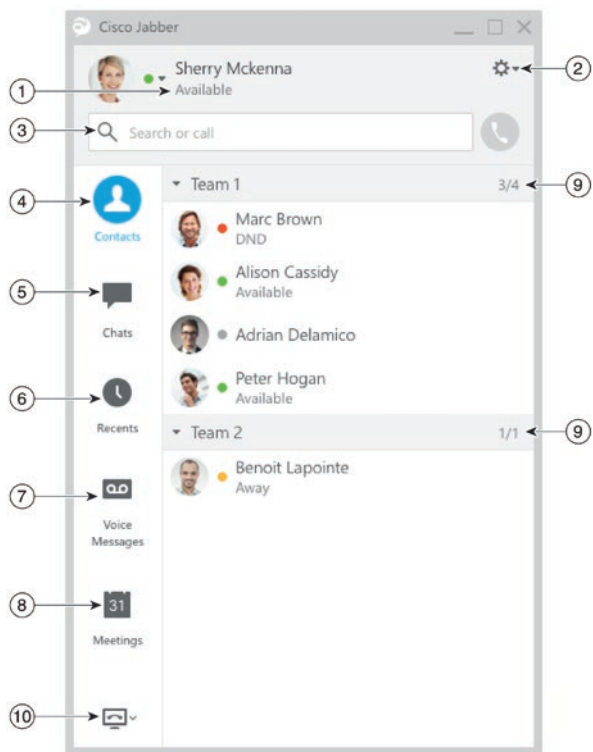 Cisco Jabber
Sherry Mckenna
1
Available
2
3
Search or call
4
Contacts
Team 1
3/4
9
Marc Brown
DND
Alison Cassidy
Available
5
Chats
Adrian Delamico
Peter Hogan
Available
6
Recents
Team 2
1/1
9
Benoit Lapointe
Away
7
Voice
Messages
8
31
Meetings
10